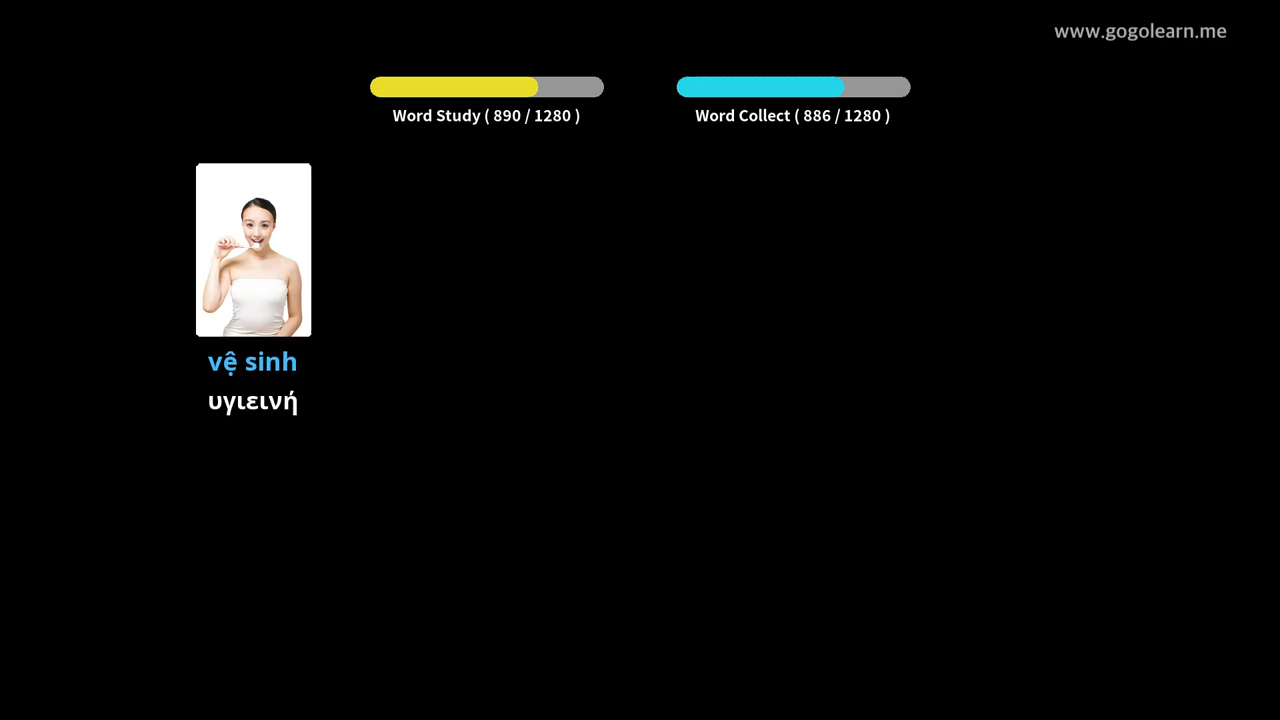 www.gogolearn.me
Word Study ( 890 / 1280 )
Word Collect ( 886 / 1280 )
vệ sinh
υγιεινή